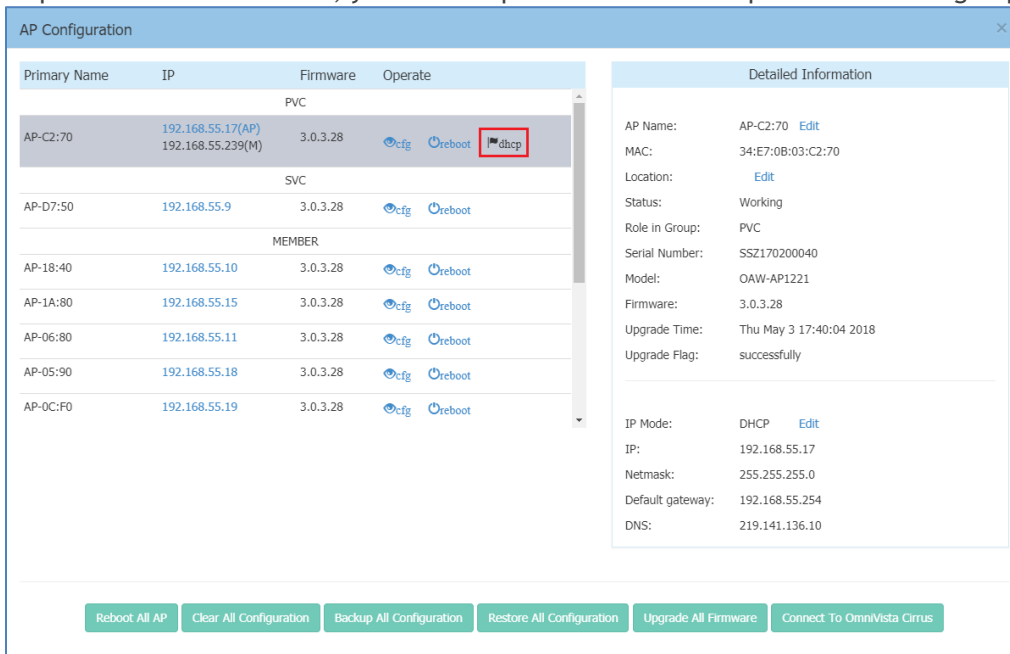 AP Configuration ×
Primary Name IP Firmware Operate
PVC
AP-C2:70 192.168.55.17(AP) 192.168.55.239(M) 3.0.3.28 cfg reboot dhcp
SVC
AP-D7:50 192.168.55.9 3.0.3.28 cfg reboot
MEMBER
AP-18:40 192.168.55.10 3.0.3.28 cfg reboot
AP-1A:80 192.168.55.15 3.0.3.28 cfg reboot
AP-06:80 192.168.55.11 3.0.3.28 cfg reboot
AP-05:90 192.168.55.18 3.0.3.28 cfg reboot
AP-0C:F0 192.168.55.19 3.0.3.28 cfg reboot
Detailed Information
AP Name: AP-C2:70 Edit
MAC: 34:E7:0B:03:C2:70
Location: Edit
Status: Working
Role in Group: PVC
Serial Number: SSZ170200040
Model: OAW-AP1221
Firmware: 3.0.3.28
Upgrade Time: Thu May 3 17:40:04 2018
Upgrade Flag: successfully
IP Mode: DHCP Edit
IP: 192.168.55.17
Netmask: 255.255.255.0
Default gateway: 192.168.55.254
DNS: 219.141.136.10
Reboot All AP Clear All Configuration Backup All Configuration Restore All Configuration Upgrade All Firmware Connect To OmniVista Cirrus